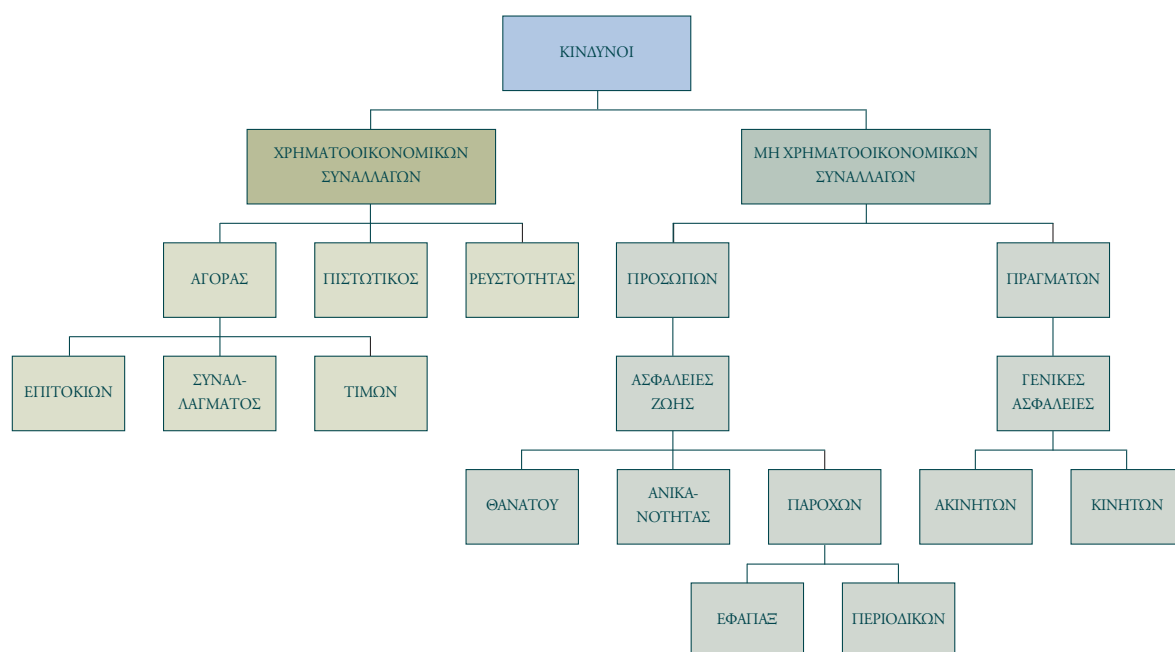 ΚΙΝΔΥΝΟΙ
ΧΡΗΜΑΤΟΟΙΚΟΝΟΜΙΚΩΝ
ΣΥΝΑΛΛΑΓΩΝ
ΜΗ ΧΡΗΜΑΤΟΟΙΚΟΝΟΜΙΚΩΝ
ΣΥΝΑΛΛΑΓΩΝ
ΑΓΟΡΑΣ
ΠΙΣΤΩΤΙΚΟΣ
ΡΕΥΣΤΟΤΗΤΑΣ
ΠΡΟΣΩΠΩΝ
ΠΡΑΓΜΑΤΩΝ
ΕΠΙΤΟΚΙΩΝ
ΣΥΝΑΛ-
ΛΑΓΜΑΤΟΣ
ΤΙΜΩΝ
ΑΣΦΑΛΕΙΕΣ
ΖΩΗΣ
ΓΕΝΙΚΕΣ
ΑΣΦΑΛΕΙΕΣ
ΘΑΝΑΤΟΥ
ΑΝΙΚΑ-
ΝΟΤΗΤΑΣ
ΠΑΡΟΧΩΝ
ΑΚΙΝΗΤΩΝ
ΚΙΝΗΤΩΝ
ΕΦΑΠΑΞ
ΠΕΡΙΟΔΙΚΩΝ